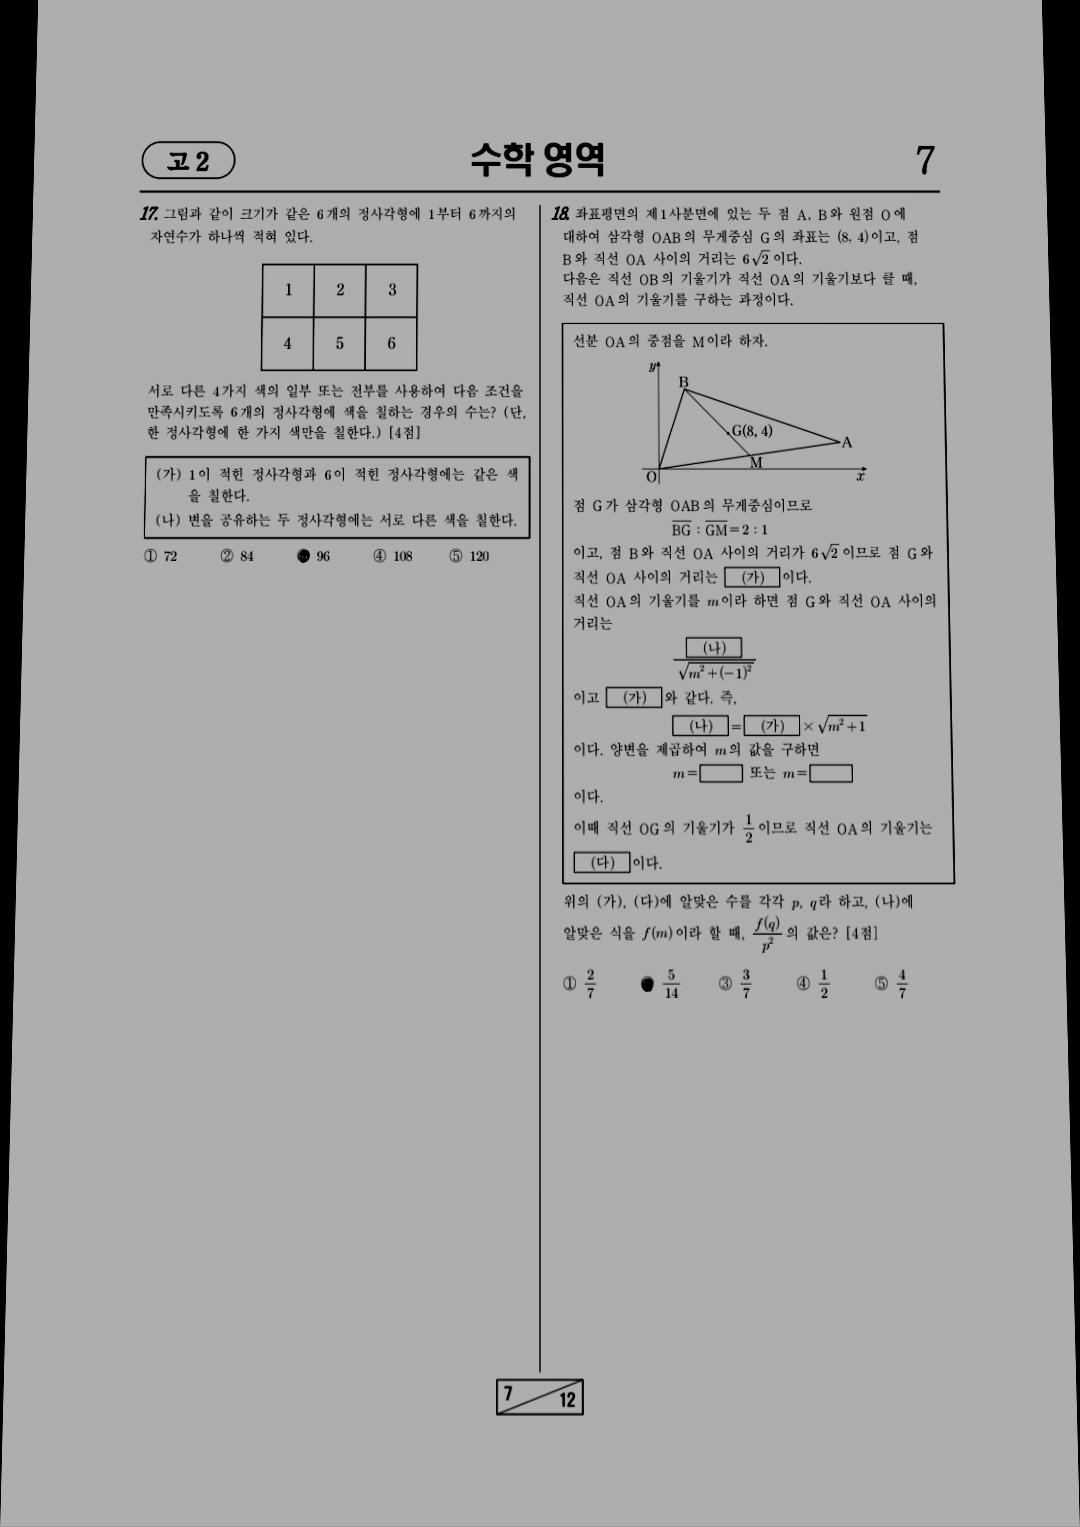 고 2
수학 영역
7
17. 그림과 같이 크기가 같은 6개의 정사각형에 1부터 6까지의
자연수가 하나씩 적혀 있다.
1 2 3
4 5 6
서로 다른 4가지 색의 일부 또는 전부를 사용하여 다음 조건을
만족시키도록 6개의 정사각형에 색을 칠하는 경우의 수는? (단,
한 정사각형에 한 가지 색만을 칠한다.) [4점]
(가) 1이 적힌 정사각형과 6이 적힌 정사각형에는 같은 색
을 칠한다.
(나) 변을 공유하는 두 정사각형에는 서로 다른 색을 칠한다.
① 72 ② 84 ● 96 ④ 108 ⑤ 120
18. 좌표평면의 제1사분면에 있는 두 점 A, B와 원점 O에
대하여 삼각형 OAB의 무게중심 G의 좌표는 (8, 4)이고, 점
B와 직선 OA 사이의 거리는 6√2 이다.
다음은 직선 OB의 기울기가 직선 OA의 기울기보다 클 때,
직선 OA의 기울기를 구하는 과정이다.
선분 OA의 중점을 M이라 하자.
y
B
G(8, 4)
A
M
O
x
점 G가 삼각형 OAB의 무게중심이므로
BG : GM = 2 : 1
이고, 점 B와 직선 OA 사이의 거리가 6√2 이므로 점 G와
직선 OA 사이의 거리는 (가) 이다.
직선 OA의 기울기를 m이라 하면 점 G와 직선 OA 사이의
거리는
(나)
√m²+(−1)²
이고 (가) 와 같다. 즉,
(나) = (가) × √m²+1
이다. 양변을 제곱하여 m의 값을 구하면
m= 또는 m=
이다.
이때 직선 OG의 기울기가 1/2 이므로 직선 OA의 기울기는
(다) 이다.
위의 (가), (다)에 알맞은 수를 각각 p, q라 하고, (나)에
알맞은 식을 f(m)이라 할 때, f(q)/p² 의 값은? [4점]
① 2/7 ● 5/14 ③ 3/7 ④ 1/2 ⑤ 4/7
7
12